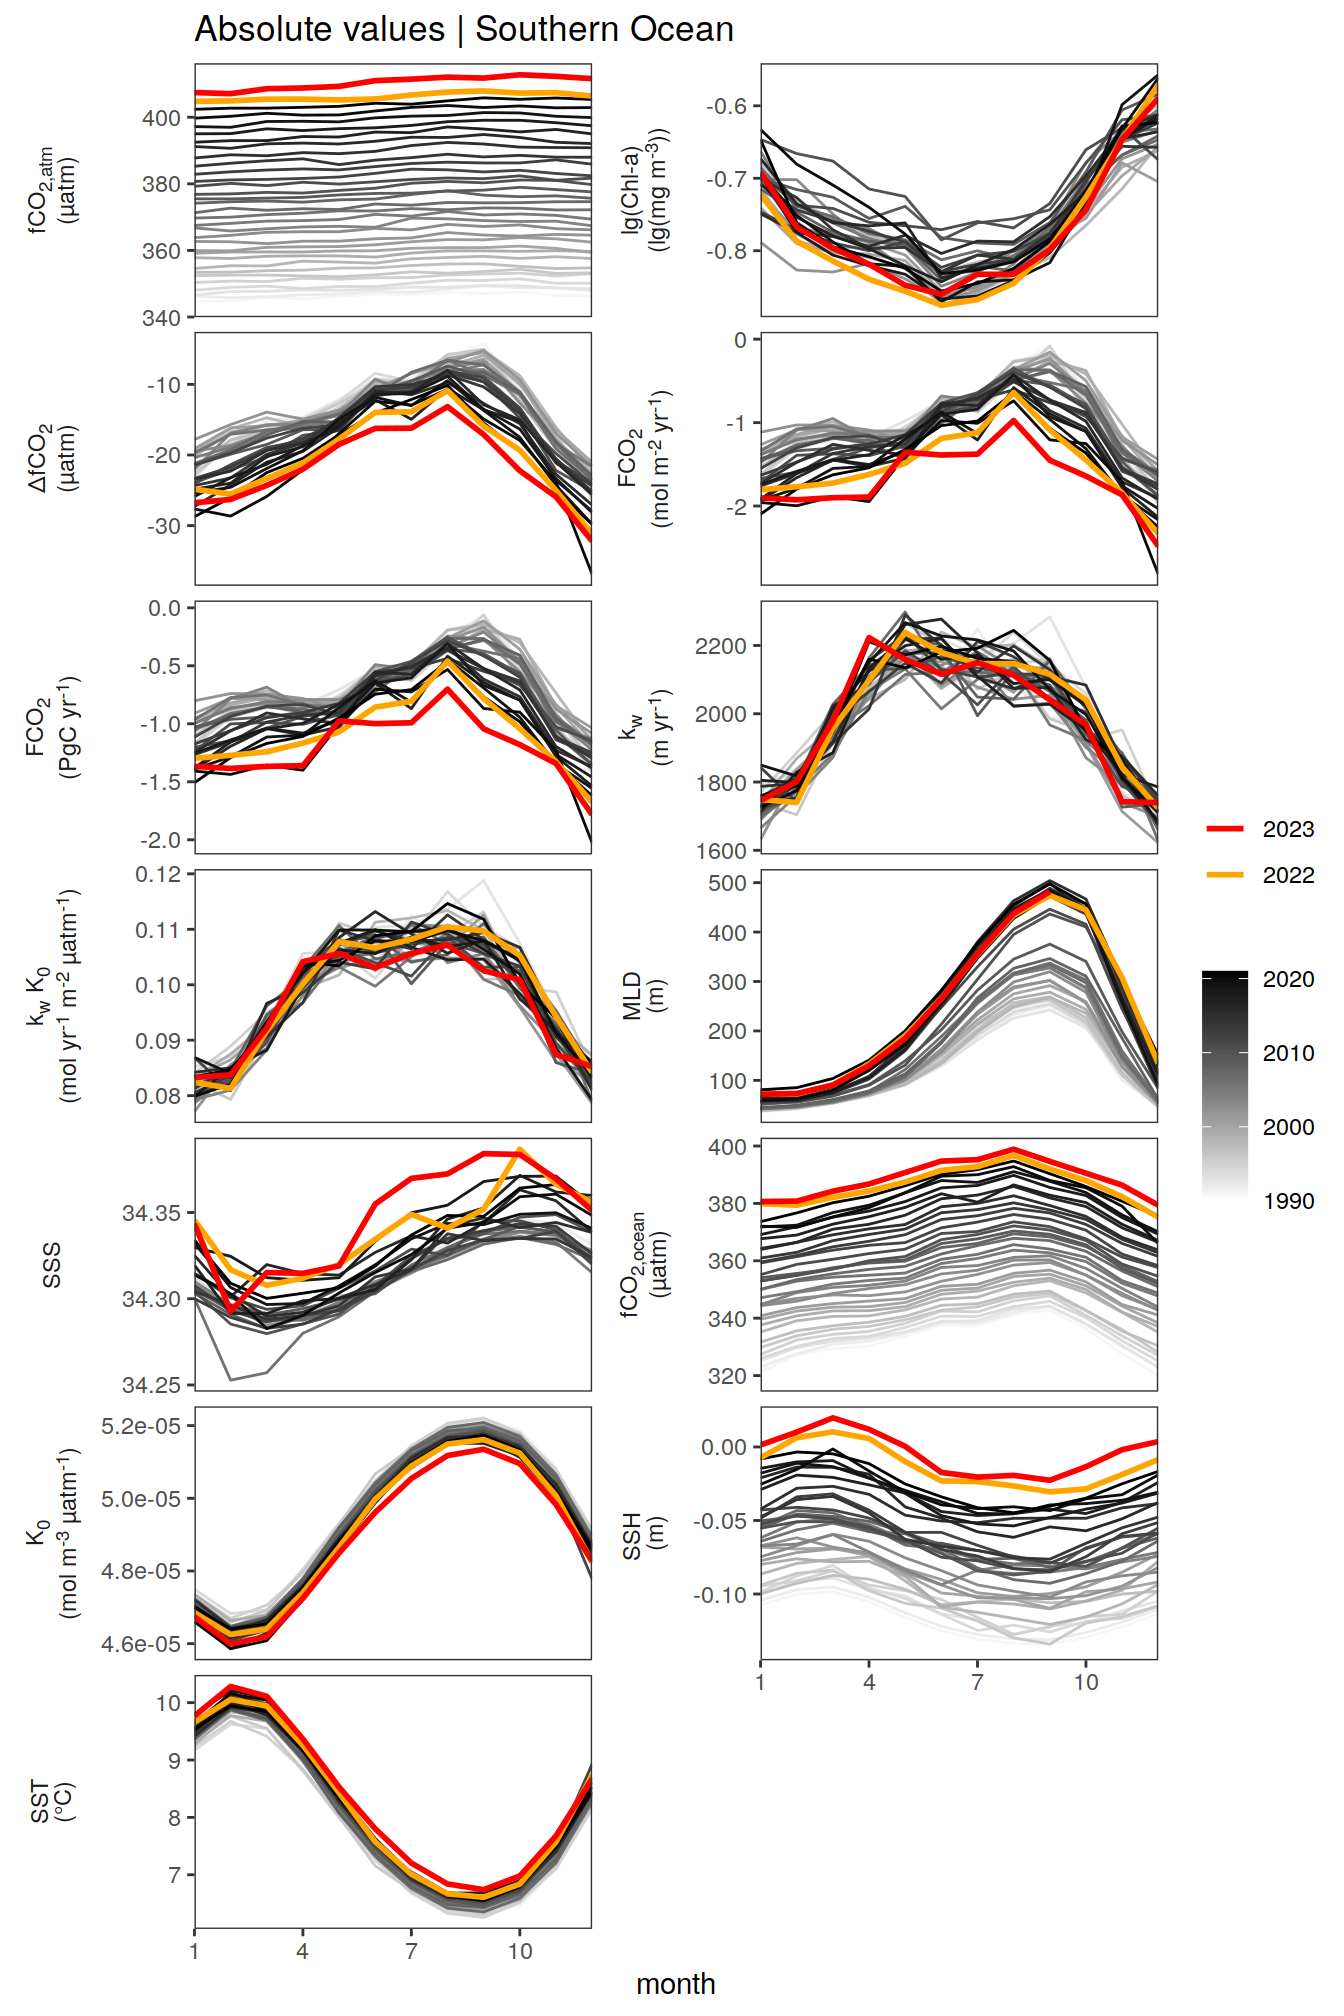 Absolute values | Southern Ocean
fCO2,atm
(µatm)
400
380
360
340
lg(Chl-a)
(lg(mg m-3))
-0.6
-0.7
-0.8
ΔfCO2
(µatm)
-10
-20
-30
FCO2
(mol m-2 yr-1)
0
-1
-2
FCO2
(PgC yr-1)
0.0
-0.5
-1.0
-1.5
-2.0
kw
(m yr-1)
2200
2000
1800
1600
kw K0
(mol yr-1 m-2 µatm-1)
0.12
0.11
0.10
0.09
0.08
MLD
(m)
500
400
300
200
100
SSS
34.35
34.30
34.25
fCO2,ocean
(µatm)
400
380
360
340
320
K0
(mol m-3 µatm-1)
5.2e-05
5.0e-05
4.8e-05
4.6e-05
SSH
(m)
0.00
-0.05
-0.10
1 4 7 10
SST
(°C)
10
9
8
7
1 4 7 10
month
2023
2022
2020
2010
2000
1990